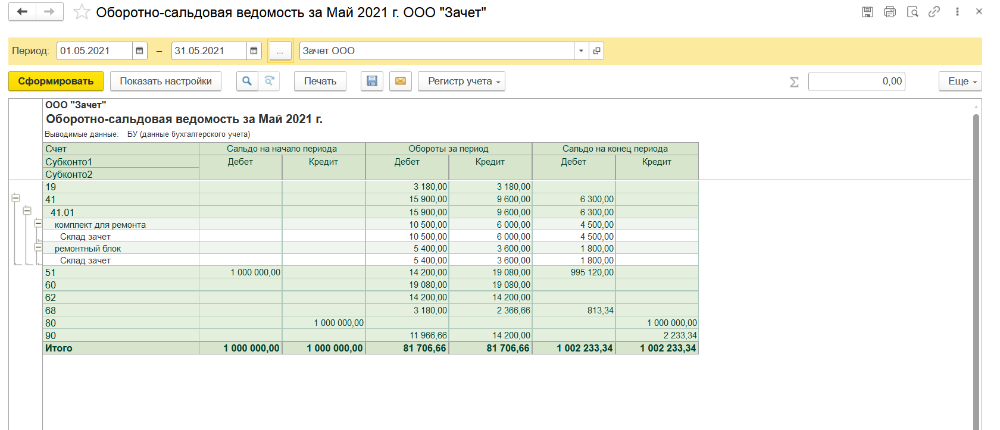 Оборотно-сальдовая ведомость за Май 2021 г. ООО "Зачет"
Период: 01.05.2021 – 31.05.2021 ... Зачет ООО
Сформировать Показать настройки Печать Регистр учета Σ 0,00 Еще
ООО "Зачет"
Оборотно-сальдовая ведомость за Май 2021 г.
Выводимые данные: БУ (данные бухгалтерского учета)
Счет Сальдо на начало периода Обороты за период Сальдо на конец периода
Субконто1 Дебет Кредит Дебет Кредит Дебет Кредит
Субконто2
19 3 180,00 3 180,00
41 15 900,00 9 600,00 6 300,00
41.01 15 900,00 9 600,00 6 300,00
комплект для ремонта 10 500,00 6 000,00 4 500,00
Склад зачет 10 500,00 6 000,00 4 500,00
ремонтный блок 5 400,00 3 600,00 1 800,00
Склад зачет 5 400,00 3 600,00 1 800,00
51 1 000 000,00 14 200,00 19 080,00 995 120,00
60 19 080,00 19 080,00
62 14 200,00 14 200,00
68 3 180,00 2 366,66 813,34
80 1 000 000,00 1 000 000,00
90 11 966,66 14 200,00 2 233,34
Итого 1 000 000,00 1 000 000,00 81 706,66 81 706,66 1 002 233,34 1 002 233,34